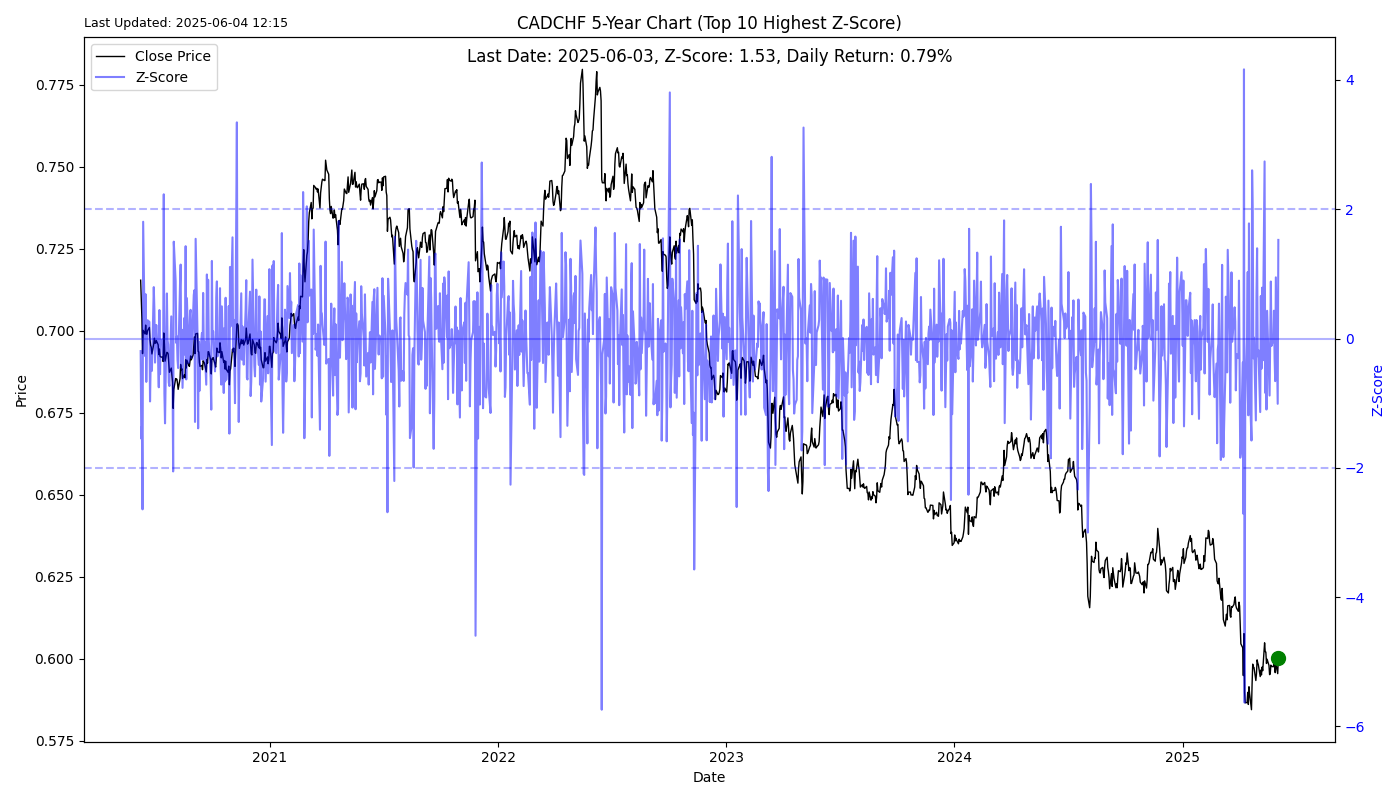 Last Updated: 2025-06-04 12:15
CADCHF 5-Year Chart (Top 10 Highest Z-Score)
Last Date: 2025-06-03, Z-Score: 1.53, Daily Return: 0.79%
Close Price
Z-Score
0.775
0.750
0.725
0.700
0.675
0.650
0.625
0.600
0.575
Price
4
2
0
−2
−4
−6
Z-Score
2021
2022
2023
2024
2025
Date